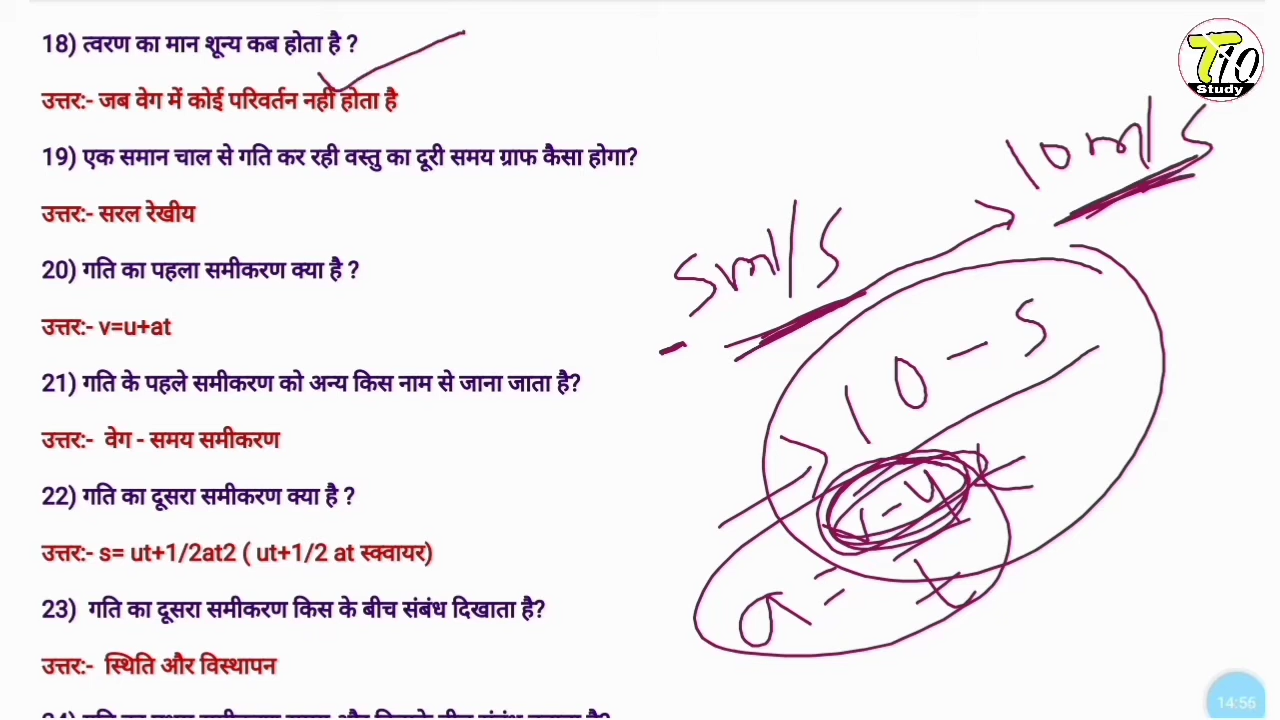 18) त्वरण का मान शून्य कब होता है ?
उत्तर:- जब वेग में कोई परिवर्तन नही होता है
19) एक समान चाल से गति कर रही वस्तु का दूरी समय ग्राफ कैसा होगा?
उत्तर:- सरल रेखीय
20) गति का पहला समीकरण क्या है ?
उत्तर:- v=u+at
21) गति के पहले समीकरण को अन्य किस नाम से जाना जाता है?
उत्तर:- वेग - समय समीकरण
22) गति का दूसरा समीकरण क्या है ?
उत्तर:- s= ut+1/2at2 ( ut+1/2 at स्क्वायर)
23) गति का दूसरा समीकरण किस के बीच संबंध दिखाता है?
उत्तर:- स्थिति और विस्थापन
T10
Study
10 m/s
5m/s
10 - 5
a =
t
14:56